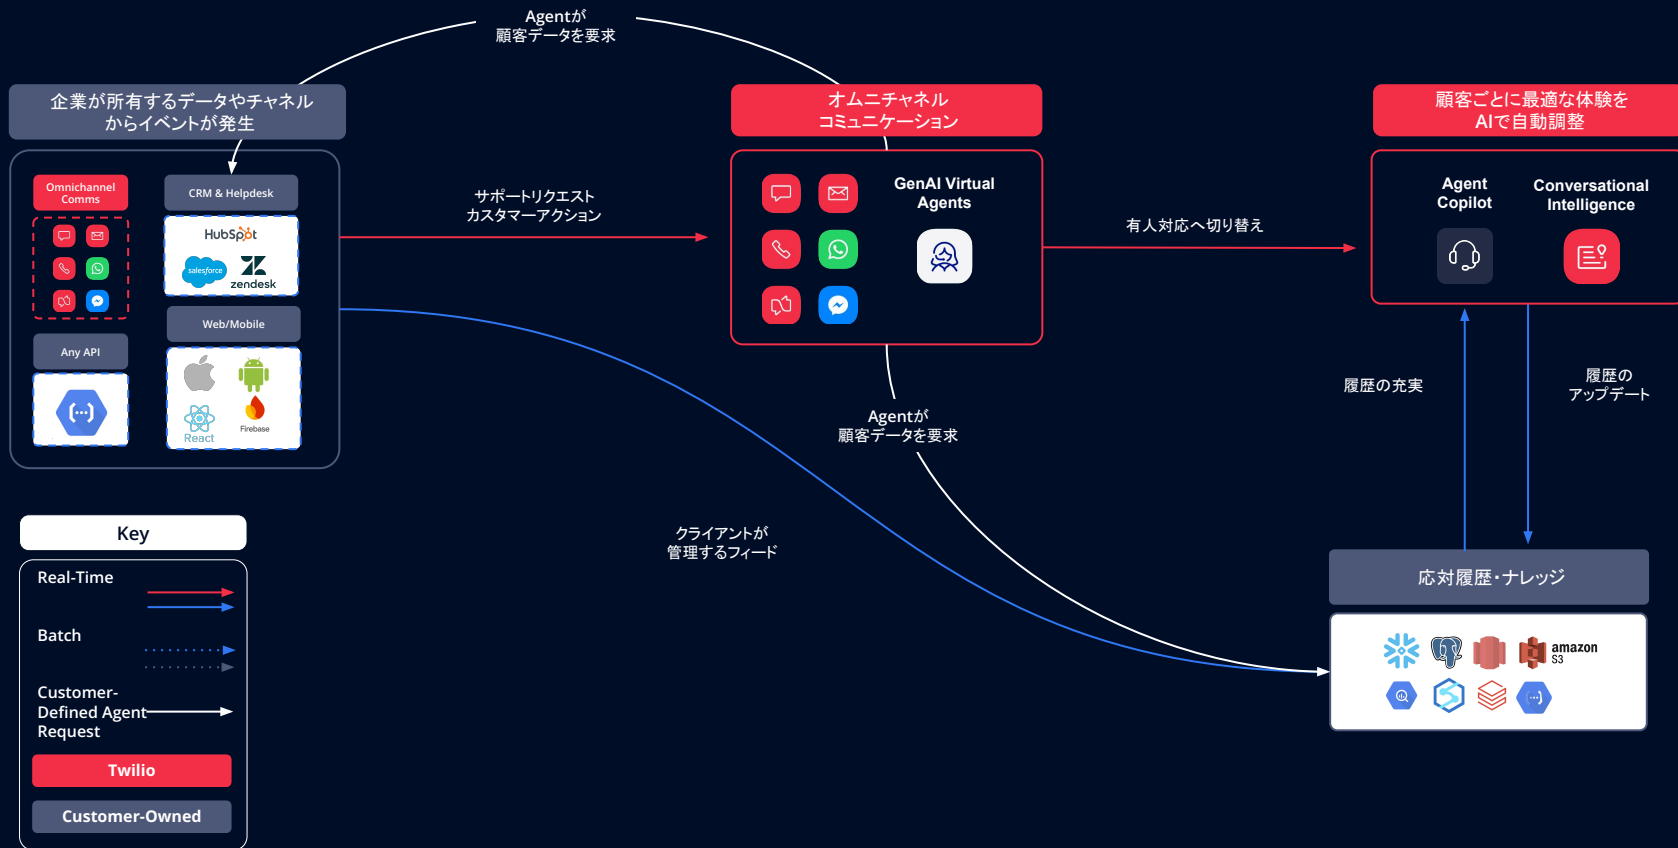 Agentが
顧客データを要求
企業が所有するデータやチャネル
からイベントが発生
オムニチャネル
コミュニケーション
顧客ごとに最適な体験を
AIで自動調整
Omnichannel
Comms
CRM & Helpdesk
HubSpot
salesforce
zendesk
Web/Mobile
React
Firebase
Any API
サポートリクエスト
カスタマーアクション
GenAI Virtual
Agents
有人対応へ切り替え
Agent
Copilot
Conversational
Intelligence
履歴の充実
履歴の
アップデート
Agentが
顧客データを要求
クライアントが
管理するフィード
応対履歴・ナレッジ
amazon
S3
Key
Real-Time
Batch
Customer-
Defined Agent
Request
Twilio
Customer-Owned